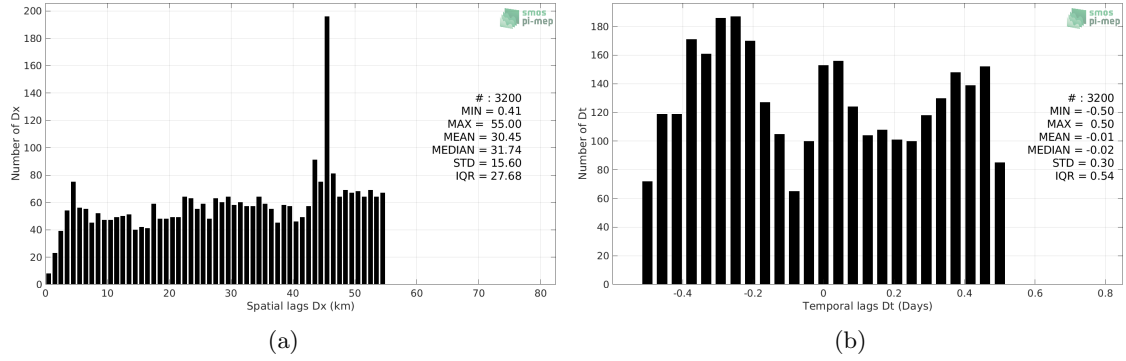 200
180
160
140
120
100
80
60
40
20
0
Number of Dx
0 10 20 30 40 50 60 70 80
Spatial lags Dx (km)
smos
pi-mep
# : 3200
MIN = 0.41
MAX = 55.00
MEAN = 30.45
MEDIAN = 31.74
STD = 15.60
IQR = 27.68
(a)
180
160
140
120
100
80
60
40
20
0
Number of Dt
-0.4 -0.2 0 0.2 0.4 0.6 0.8
Temporal lags Dt (Days)
smos
pi-mep
# : 3200
MIN = -0.50
MAX = 0.50
MEAN = -0.01
MEDIAN = -0.02
STD = 0.30
IQR = 0.54
(b)